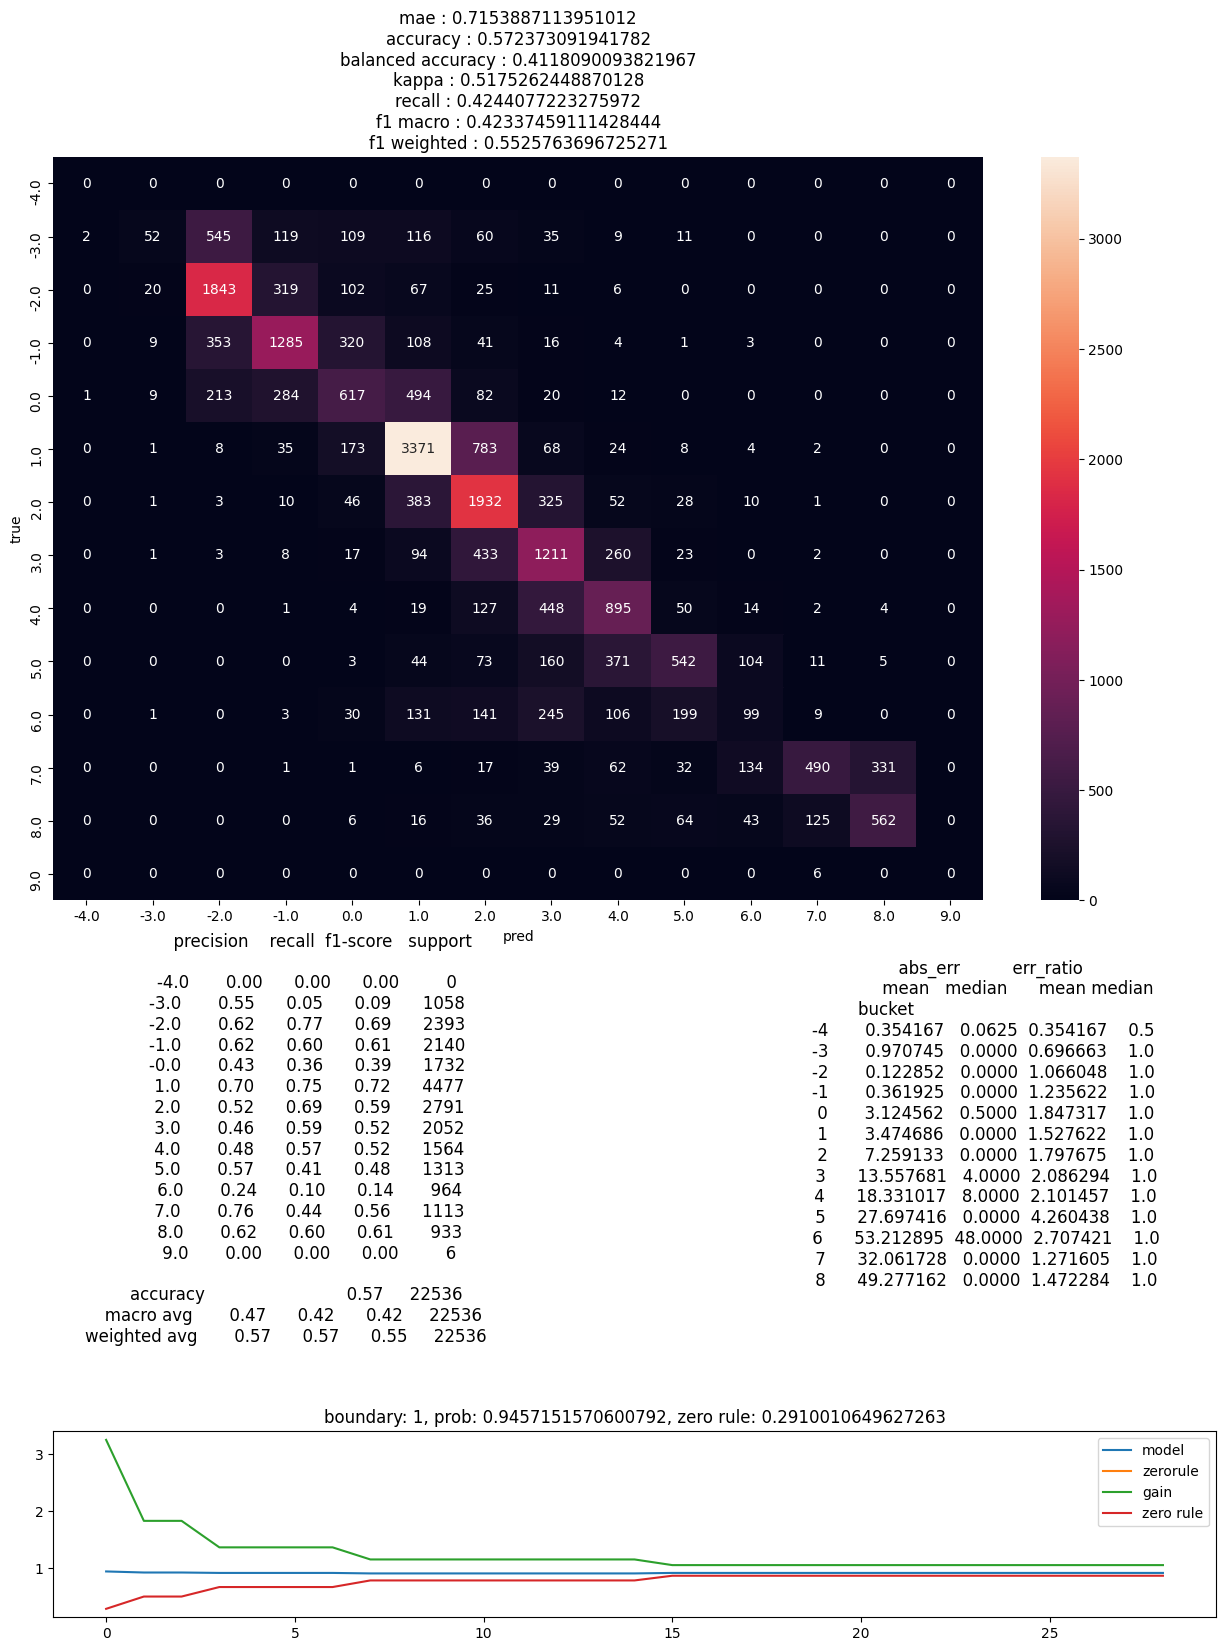 mae : 0.7153887113951012
accuracy : 0.572373091941782
balanced accuracy : 0.4118090093821967
kappa : 0.5175262448870128
recall : 0.4244077223275972
f1 macro : 0.42337459111428444
f1 weighted : 0.5525763696725271
-4.0 0 0 0 0 0 0 0 0 0 0 0 0 0 0
-3.0 2 52 545 119 109 116 60 35 9 11 0 0 0 0
-2.0 0 20 1843 319 102 67 25 11 6 0 0 0 0 0
-1.0 0 9 353 1285 320 108 41 16 4 1 3 0 0 0
0.0 1 9 213 284 617 494 82 20 12 0 0 0 0 0
1.0 0 1 8 35 173 3371 783 68 24 8 4 2 0 0
2.0 0 1 3 10 46 383 1932 325 52 28 10 1 0 0
3.0 0 1 3 8 17 94 433 1211 260 23 0 2 0 0
4.0 0 0 0 1 4 19 127 448 895 50 14 2 4 0
5.0 0 0 0 0 3 44 73 160 371 542 104 11 5 0
6.0 0 1 0 3 30 131 141 245 106 199 99 9 0 0
7.0 0 0 0 1 1 6 17 39 62 32 134 490 331 0
8.0 0 0 0 0 6 16 36 29 52 64 43 125 562 0
9.0 0 0 0 0 0 0 0 0 0 0 0 6 0 0
true
-4.0 -3.0 -2.0 -1.0 0.0 1.0 2.0 3.0 4.0 5.0 6.0 7.0 8.0 9.0
pred
3000
2500
2000
1500
1000
500
0
precision recall f1-score support
-4.0 0.00 0.00 0.00 0
-3.0 0.55 0.05 0.09 1058
-2.0 0.62 0.77 0.69 2393
-1.0 0.62 0.60 0.61 2140
-0.0 0.43 0.36 0.39 1732
1.0 0.70 0.75 0.72 4477
2.0 0.52 0.69 0.59 2791
3.0 0.46 0.59 0.52 2052
4.0 0.48 0.57 0.52 1564
5.0 0.57 0.41 0.48 1313
6.0 0.24 0.10 0.14 964
7.0 0.76 0.44 0.56 1113
8.0 0.62 0.60 0.61 933
9.0 0.00 0.00 0.00 6
accuracy 0.57 22536
macro avg 0.47 0.42 0.42 22536
weighted avg 0.57 0.57 0.55 22536
abs_err err_ratio
mean median mean median
bucket
-4 0.354167 0.0625 0.354167 0.5
-3 0.970745 0.0000 0.696663 1.0
-2 0.122852 0.0000 1.066048 1.0
-1 0.361925 0.0000 1.235622 1.0
0 3.124562 0.5000 1.847317 1.0
1 3.474686 0.0000 1.527622 1.0
2 7.259133 0.0000 1.797675 1.0
3 13.557681 4.0000 2.086294 1.0
4 18.331017 8.0000 2.101457 1.0
5 27.697416 0.0000 4.260438 1.0
6 53.212895 48.0000 2.707421 1.0
7 32.061728 0.0000 1.271605 1.0
8 49.277162 0.0000 1.472284 1.0
boundary: 1, prob: 0.9457151570600792, zero rule: 0.2910010649627263
3
2
1
model
zerorule
gain
zero rule
0 5 10 15 20 25